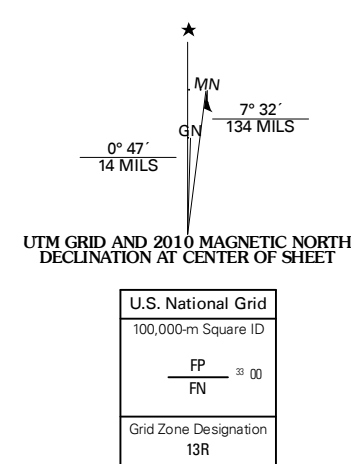 ★
MN
GN
7° 32´
134 MILS
0° 47´
14 MILS
UTM GRID AND 2010 MAGNETIC NORTH
DECLINATION AT CENTER OF SHEET
U.S. National Grid
100,000-m Square ID
FP
33 00
FN
Grid Zone Designation
13R